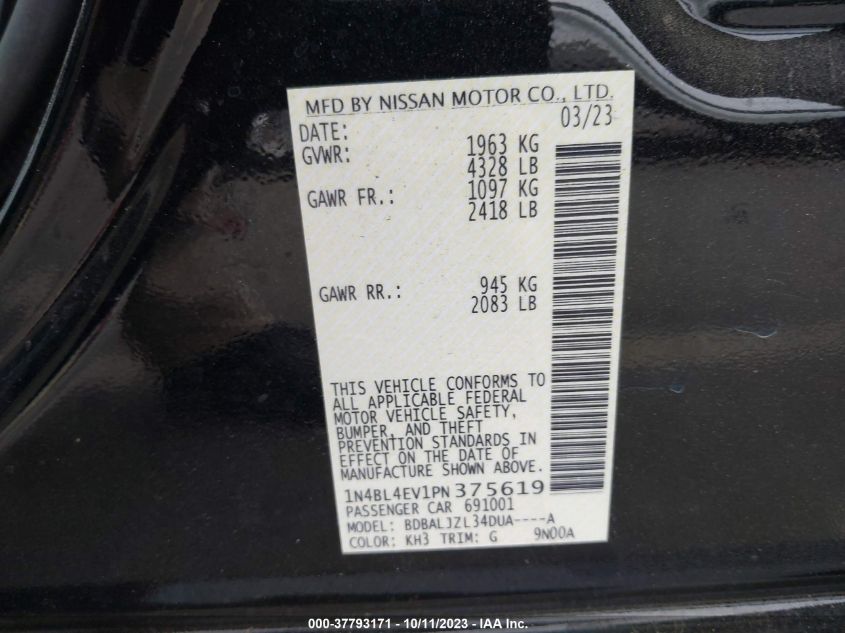 MFD BY NISSAN MOTOR CO., LTD.
DATE: 03/23
GVWR: 1963 KG
4328 LB
GAWR FR.: 1097 KG
2418 LB
GAWR RR.: 945 KG
2083 LB
THIS VEHICLE CONFORMS TO
ALL APPLICABLE FEDERAL
MOTOR VEHICLE SAFETY,
BUMPER, AND THEFT
PREVENTION STANDARDS IN
EFFECT ON THE DATE OF
MANUFACTURE SHOWN ABOVE.
1N4BL4EV1PN375619
PASSENGER CAR 691001
MODEL: BDBALJZL34DUA----A
COLOR: KH3 TRIM: G 9N00A
000-37793171 - 10/11/2023 - IAA Inc.